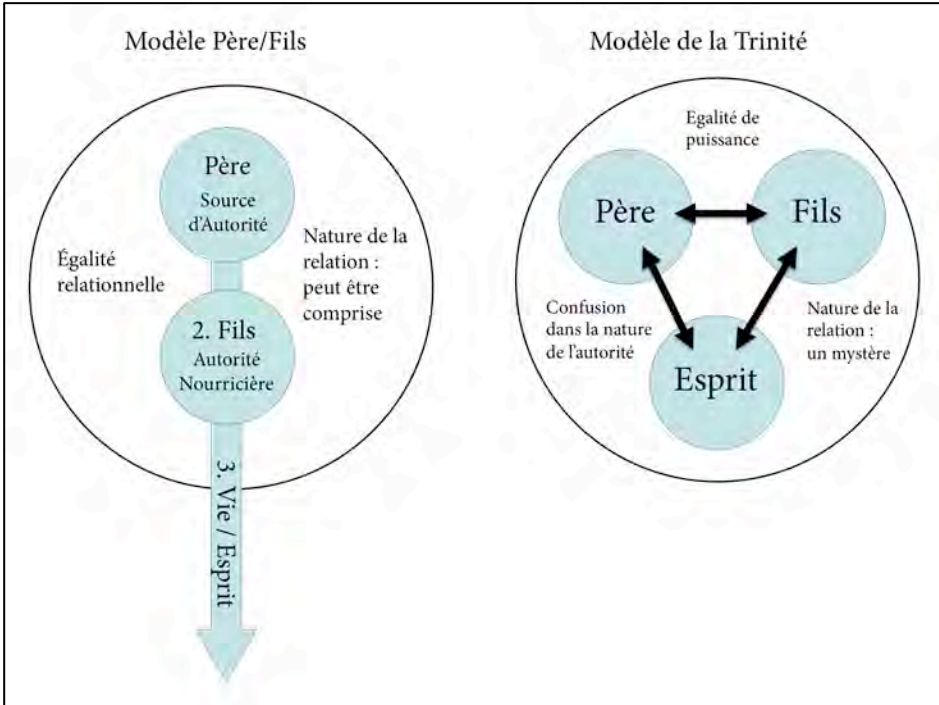 Modèle Père/Fils
Père
Source
d'Autorité
Égalité
relationnelle
Nature de la
relation :
peut être
comprise
2. Fils
Autorité
Nourricière
3. Vie / Esprit
Modèle de la Trinité
Egalité de
puissance
Père
Fils
Confusion
dans la nature
de l'autorité
Nature de la
relation :
un mystère
Esprit